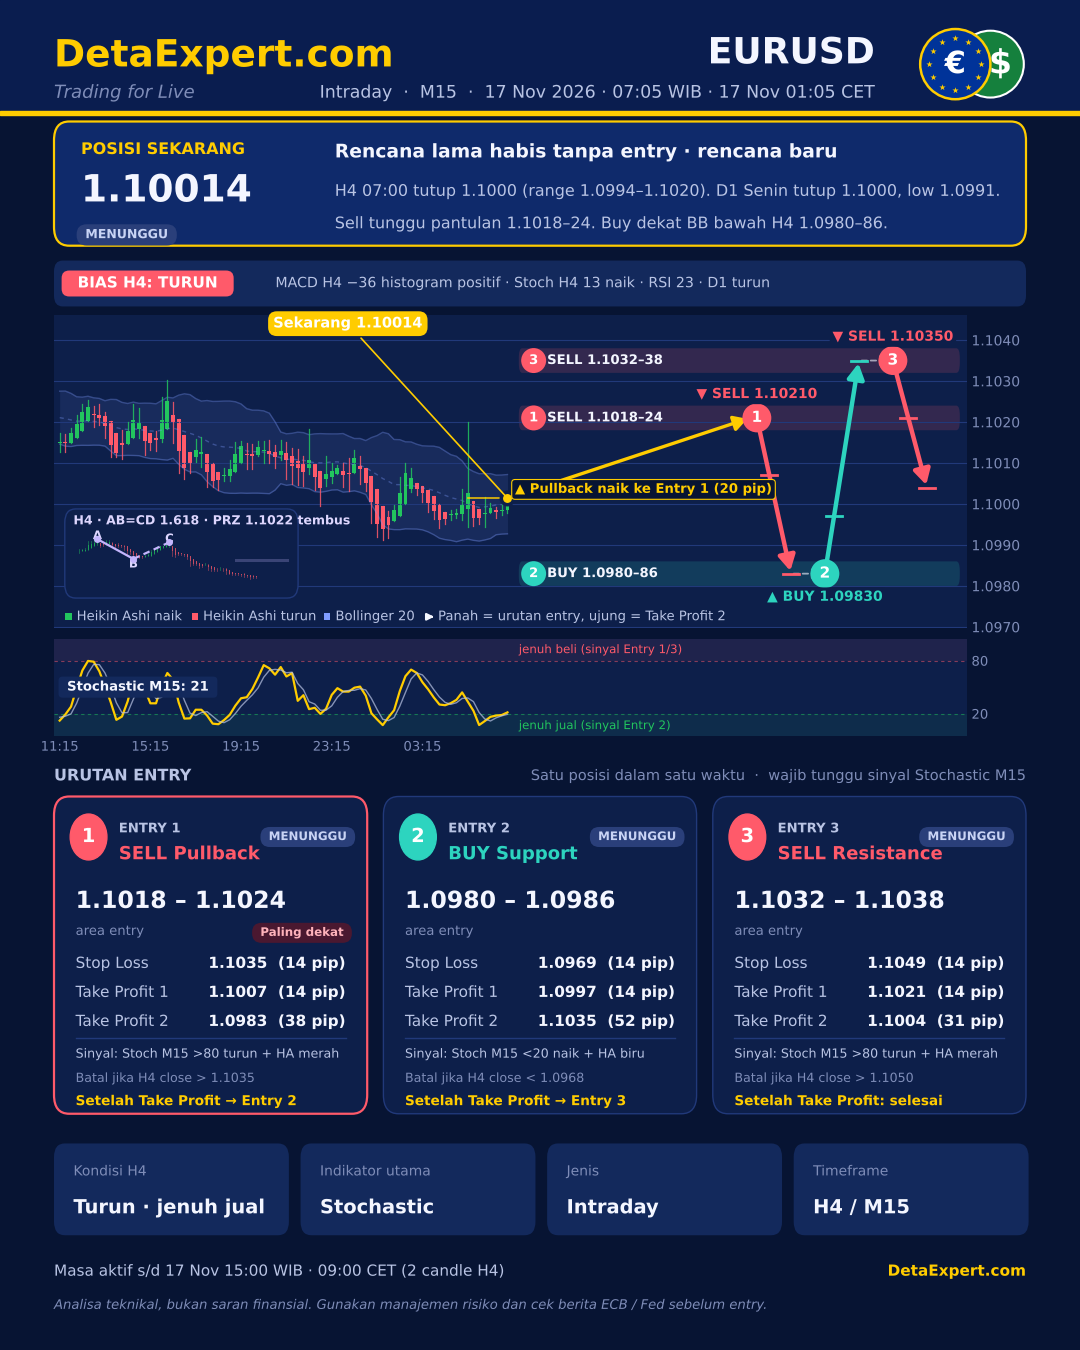 DetaExpert.com
Trading for Live
EURUSD
Intraday · M15 · 17 Nov 2026 · 07:05 WIB · 17 Nov 01:05 CET
€ $
POSISI SEKARANG
1.10014
MENUNGGU
Rencana lama habis tanpa entry · rencana baru
H4 07:00 tutup 1.1000 (range 1.0994–1.1020). D1 Senin tutup 1.1000, low 1.0991.
Sell tunggu pantulan 1.1018–24. Buy dekat BB bawah H4 1.0980–86.
BIAS H4: TURUN
MACD H4 −36 histogram positif · Stoch H4 13 naik · RSI 23 · D1 turun
Sekarang 1.10014
▼ SELL 1.10350
3 SELL 1.1032–38
3
▼ SELL 1.10210
1 SELL 1.1018–24
1
▲ Pullback naik ke Entry 1 (20 pip)
H4 · AB=CD 1.618 · PRZ 1.1022 tembus
A
B
C
2 BUY 1.0980–86
2
▲ BUY 1.09830
1.1040
1.1030
1.1020
1.1010
1.1000
1.0990
1.0980
1.0970
Heikin Ashi naik
Heikin Ashi turun
Bollinger 20
Panah = urutan entry, ujung = Take Profit 2
jenuh beli (sinyal Entry 1/3)
80
Stochastic M15: 21
20
jenuh jual (sinyal Entry 2)
11:15 15:15 19:15 23:15 03:15
URUTAN ENTRY
Satu posisi dalam satu waktu · wajib tunggu sinyal Stochastic M15
1
ENTRY 1
MENUNGGU
SELL Pullback
1.1018 – 1.1024
area entry
Paling dekat
Stop Loss 1.1035 (14 pip)
Take Profit 1 1.1007 (14 pip)
Take Profit 2 1.0983 (38 pip)
Sinyal: Stoch M15 >80 turun + HA merah
Batal jika H4 close > 1.1035
Setelah Take Profit → Entry 2
2
ENTRY 2
MENUNGGU
BUY Support
1.0980 – 1.0986
area entry
Stop Loss 1.0969 (14 pip)
Take Profit 1 1.0997 (14 pip)
Take Profit 2 1.1035 (52 pip)
Sinyal: Stoch M15 <20 naik + HA biru
Batal jika H4 close < 1.0968
Setelah Take Profit → Entry 3
3
ENTRY 3
MENUNGGU
SELL Resistance
1.1032 – 1.1038
area entry
Stop Loss 1.1049 (14 pip)
Take Profit 1 1.1021 (14 pip)
Take Profit 2 1.1004 (31 pip)
Sinyal: Stoch M15 >80 turun + HA merah
Batal jika H4 close > 1.1050
Setelah Take Profit: selesai
Kondisi H4
Turun · jenuh jual
Indikator utama
Stochastic
Jenis
Intraday
Timeframe
H4 / M15
Masa aktif s/d 17 Nov 15:00 WIB · 09:00 CET (2 candle H4)
DetaExpert.com
Analisa teknikal, bukan saran finansial. Gunakan manajemen risiko dan cek berita ECB / Fed sebelum entry.